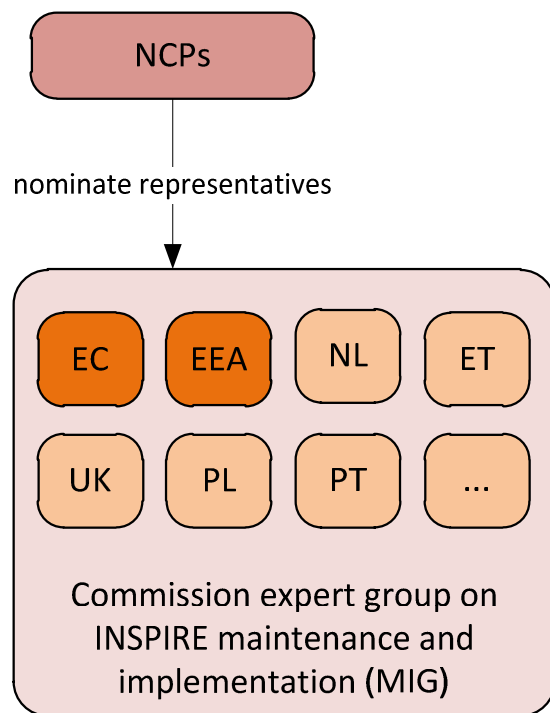 NCPs
nominate representatives
EC EEA NL ET
UK PL PT ...
Commission expert group on
INSPIRE maintenance and
implementation (MIG)